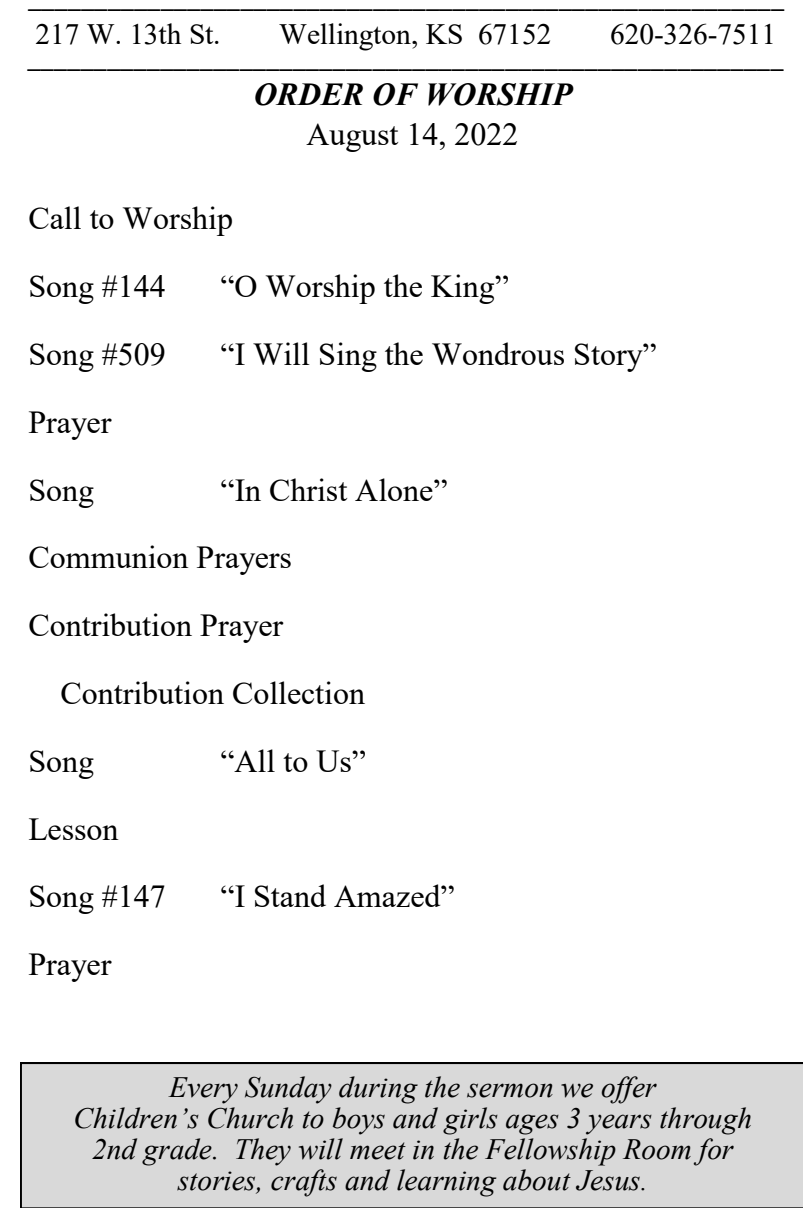 217 W. 13th St. Wellington, KS 67152 620-326-7511
ORDER OF WORSHIP
August 14, 2022
Call to Worship
Song #144 “O Worship the King”
Song #509 “I Will Sing the Wondrous Story”
Prayer
Song “In Christ Alone”
Communion Prayers
Contribution Prayer
Contribution Collection
Song “All to Us”
Lesson
Song #147 “I Stand Amazed”
Prayer
Every Sunday during the sermon we offer
Children’s Church to boys and girls ages 3 years through
2nd grade. They will meet in the Fellowship Room for
stories, crafts and learning about Jesus.